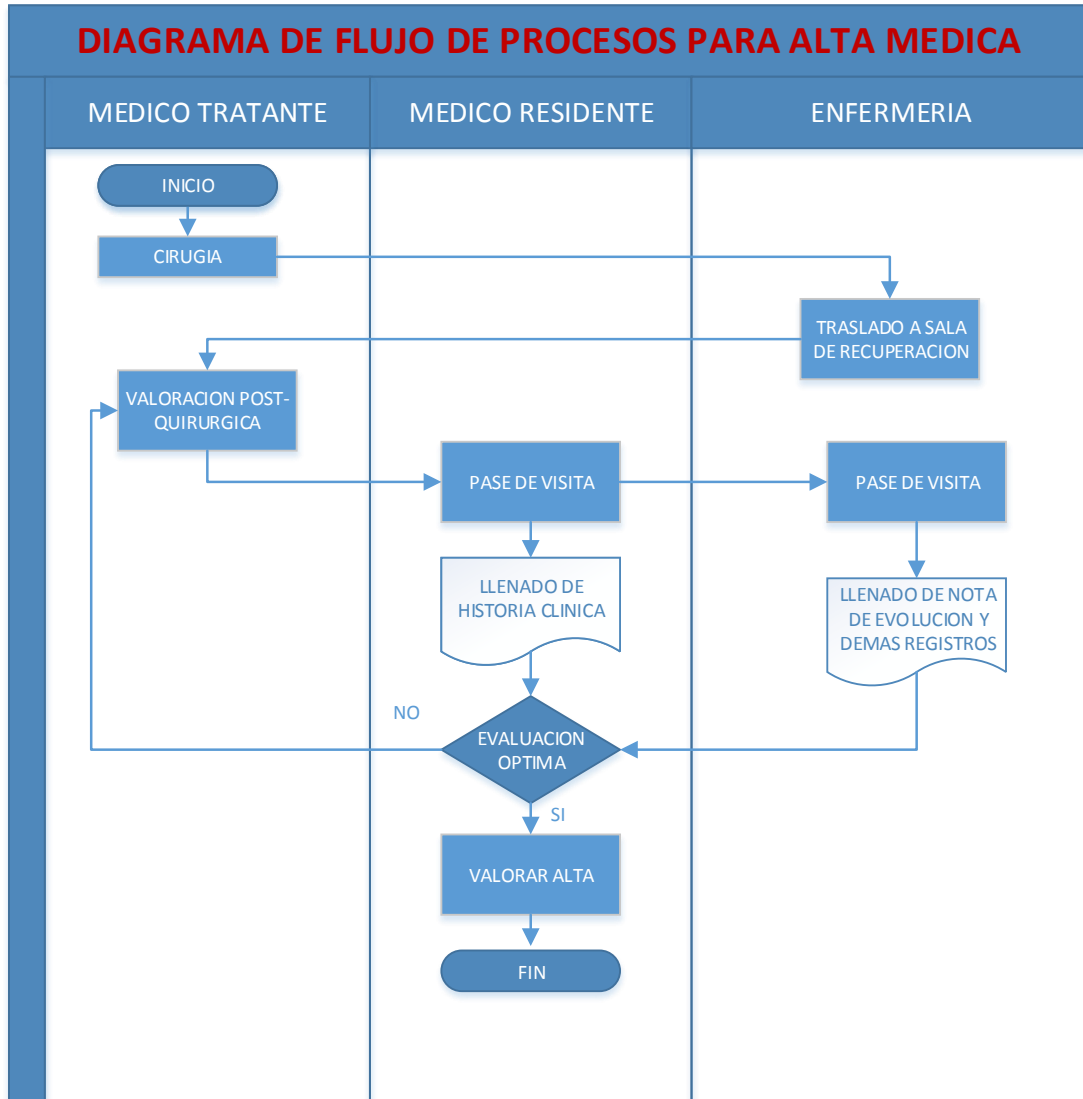 DIAGRAMA DE FLUJO DE PROCESOS PARA ALTA MEDICA
MEDICO TRATANTE
MEDICO RESIDENTE
ENFERMERIA
INICIO
CIRUGIA
TRASLADO A SALA
DE RECUPERACION
VALORACION POST-
QUIRURGICA
PASE DE VISITA
PASE DE VISITA
LLENADO DE
HISTORIA CLINICA
LLENADO DE NOTA
DE EVOLUCION Y
DEMAS REGISTROS
NO
EVALUACION
OPTIMA
SI
VALORAR ALTA
FIN